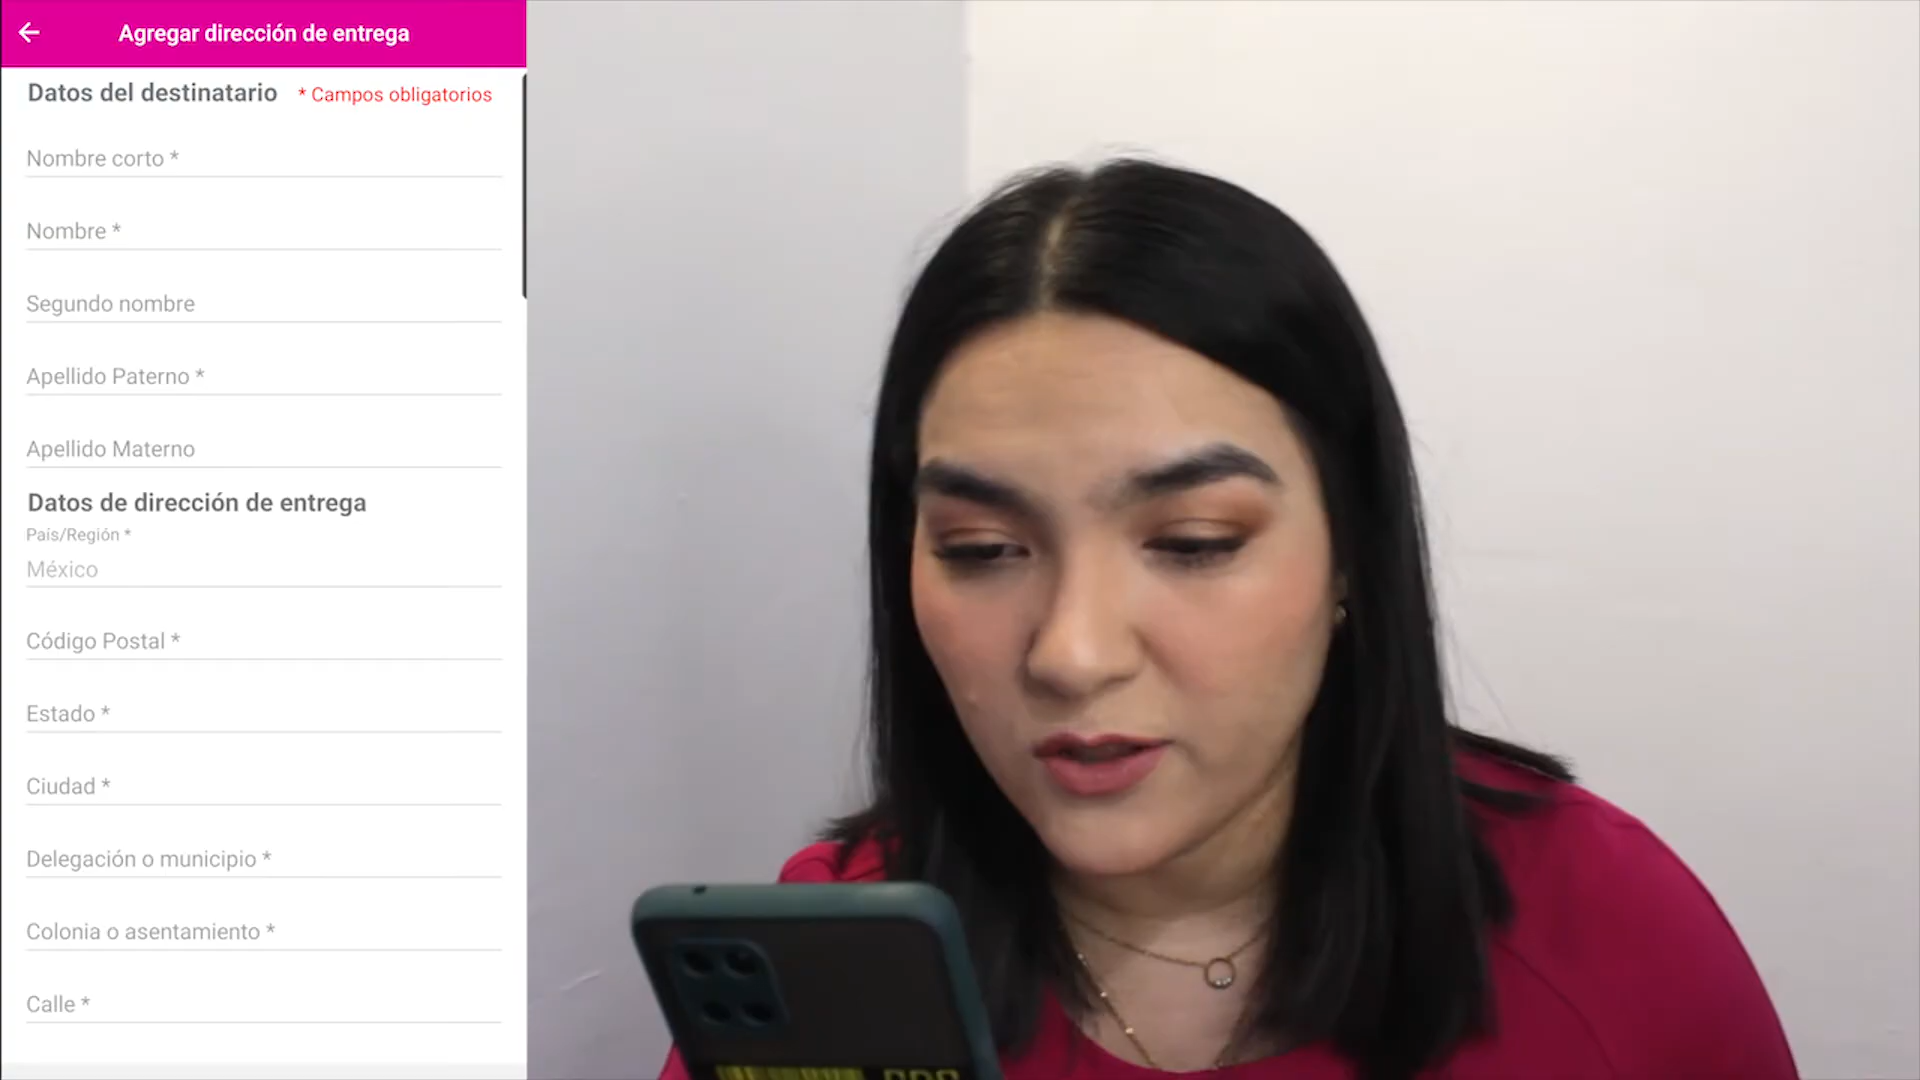 Agregar dirección de entrega
Datos del destinatario * Campos obligatorios
Nombre corto *
Nombre *
Segundo nombre
Apellido Paterno *
Apellido Materno
Datos de dirección de entrega
País/Región *
México
Código Postal *
Estado *
Ciudad *
Delegación o municipio *
Colonia o asentamiento *
Calle *